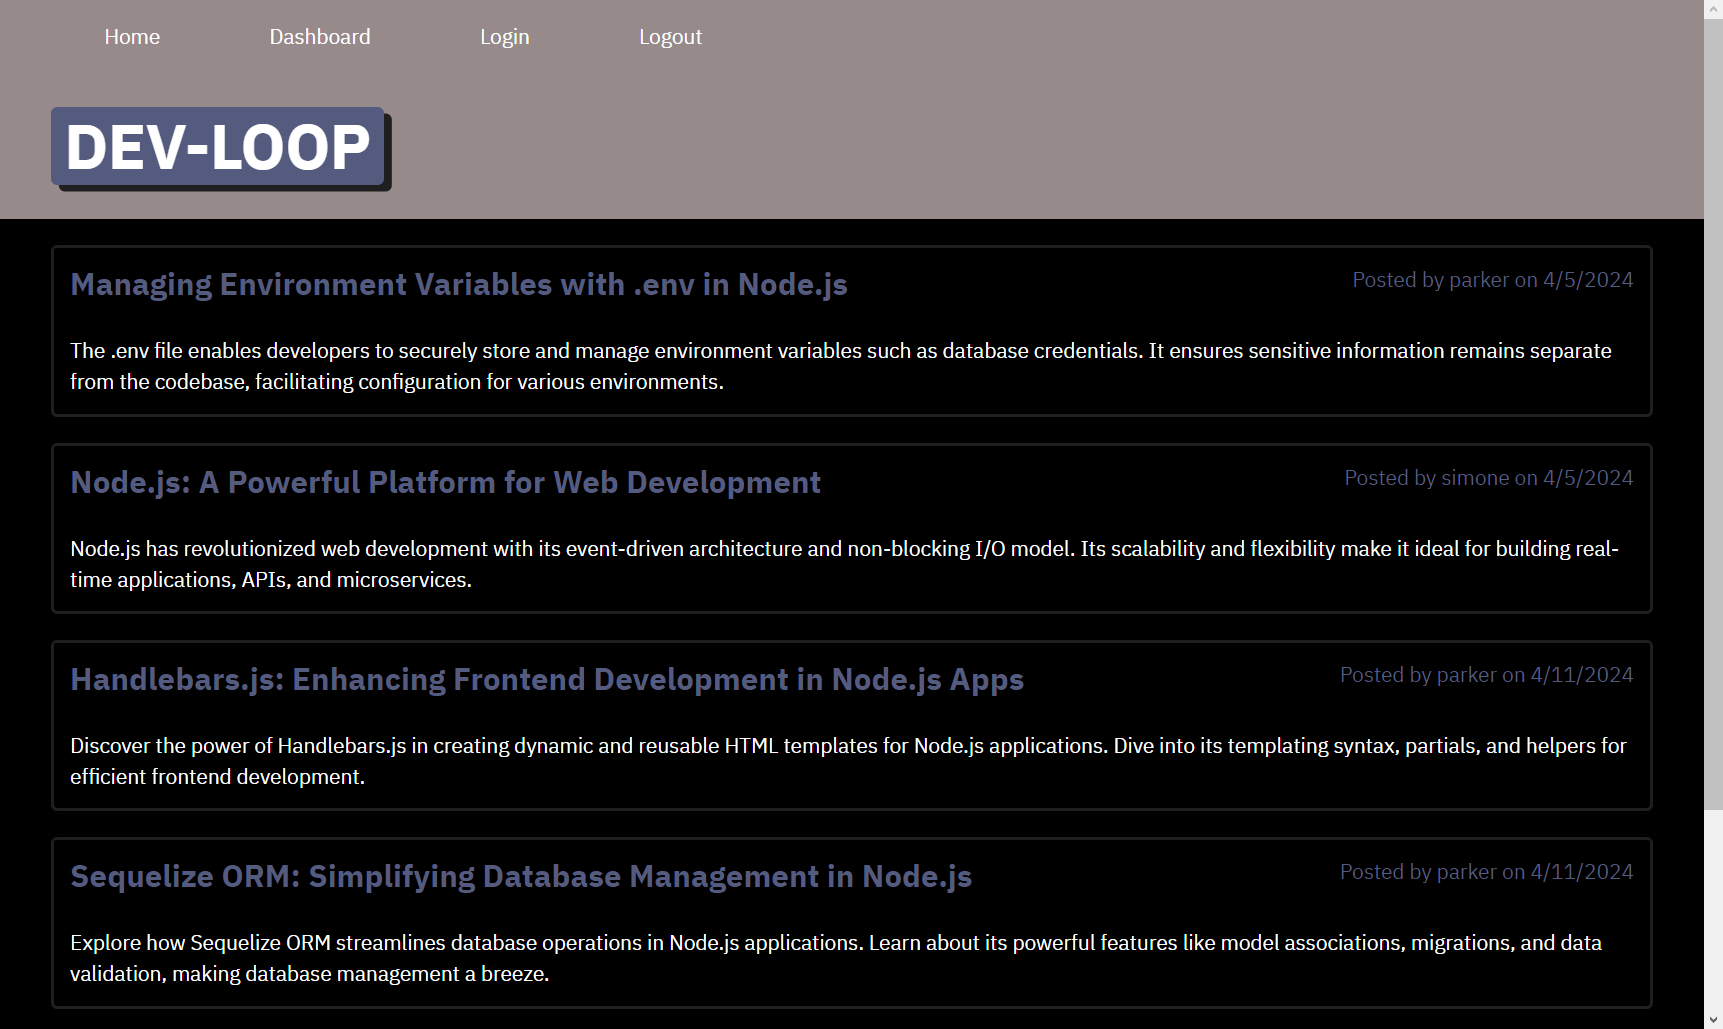 Home Dashboard Login Logout
DEV-LOOP
Managing Environment Variables with .env in Node.js
Posted by parker on 4/5/2024
The .env file enables developers to securely store and manage environment variables such as database credentials. It ensures sensitive information remains separate
from the codebase, facilitating configuration for various environments.
Node.js: A Powerful Platform for Web Development
Posted by simone on 4/5/2024
Node.js has revolutionized web development with its event-driven architecture and non-blocking I/O model. Its scalability and flexibility make it ideal for building real-
time applications, APIs, and microservices.
Handlebars.js: Enhancing Frontend Development in Node.js Apps
Posted by parker on 4/11/2024
Discover the power of Handlebars.js in creating dynamic and reusable HTML templates for Node.js applications. Dive into its templating syntax, partials, and helpers for
efficient frontend development.
Sequelize ORM: Simplifying Database Management in Node.js
Posted by parker on 4/11/2024
Explore how Sequelize ORM streamlines database operations in Node.js applications. Learn about its powerful features like model associations, migrations, and data
validation, making database management a breeze.